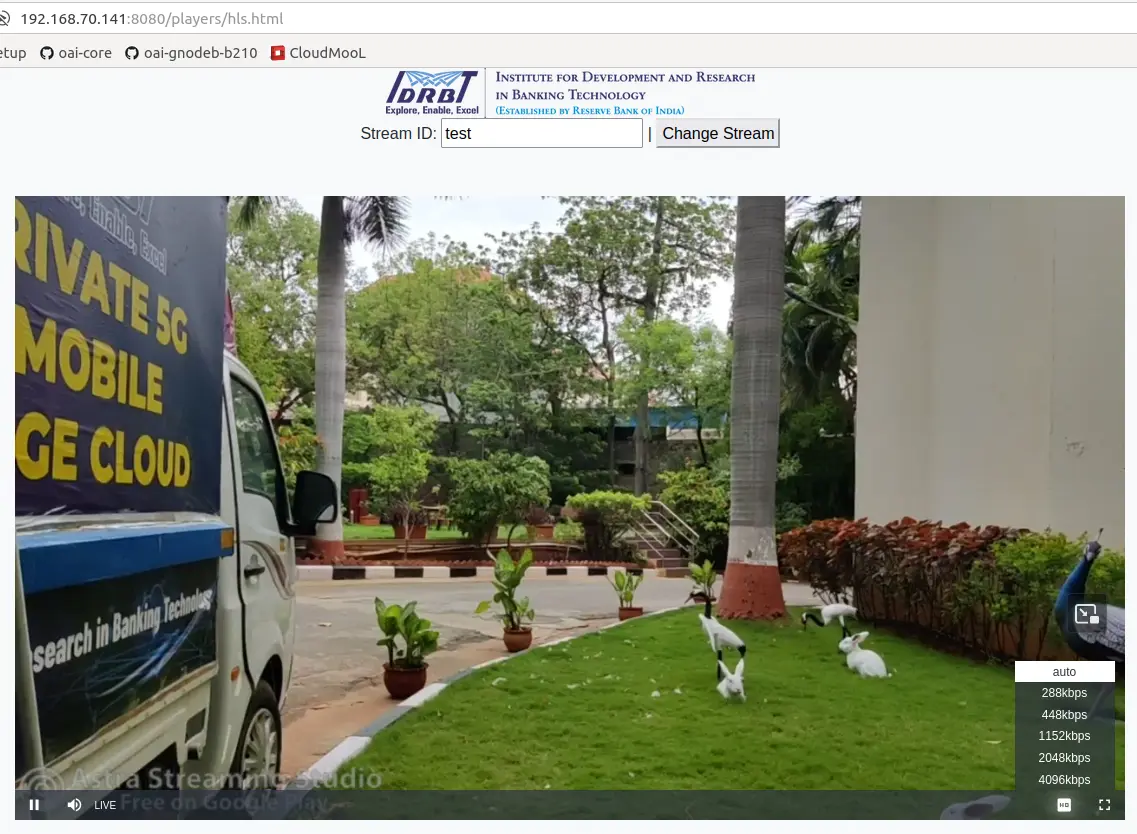 192.168.70.141:8080/players/hls.html
etup oai-core oai-gnodeb-b210 CloudMooL
IDRBT
Explore, Enable, Excel
INSTITUTE FOR DEVELOPMENT AND RESEARCH
IN BANKING TECHNOLOGY
(ESTABLISHED BY RESERVE BANK OF INDIA)
Stream ID: test | Change Stream
Enable, Excel
RIVATE 5G
MOBILE
GE CLOUD
search in Banking Technology
auto
288kbps
448kbps
1152kbps
2048kbps
4096kbps
Astra Streaming Studio
Free on Google Play
LIVE
HD